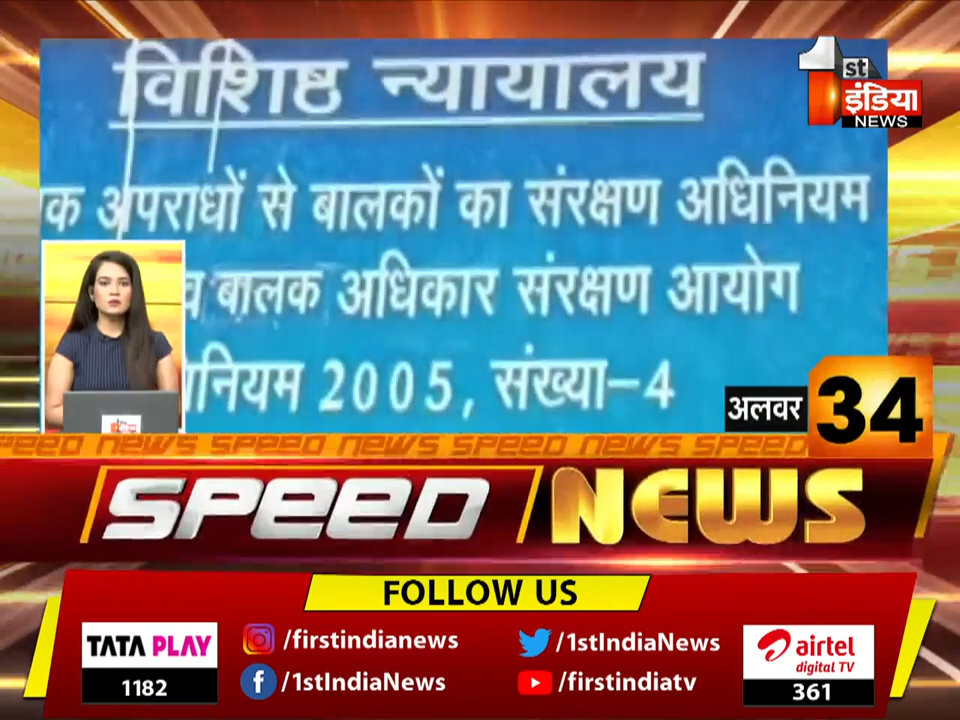 विशिष्ठ न्यायालय
1st
इंडिया
NEWS
क अपराधों से बालकों का संरक्षण अधिनियम
व बालक अधिकार संरक्षण आयोग
नियम 2005, संख्या-4
अलवर
34
SPEED NEWS SPEED NEWS SPEED NEWS SPEED
SPEED NEWS
FOLLOW US
TATA PLAY
1182
/firstindianews
/1stIndiaNews
/1stIndiaNews
/firstindiatv
airtel
digital TV
361